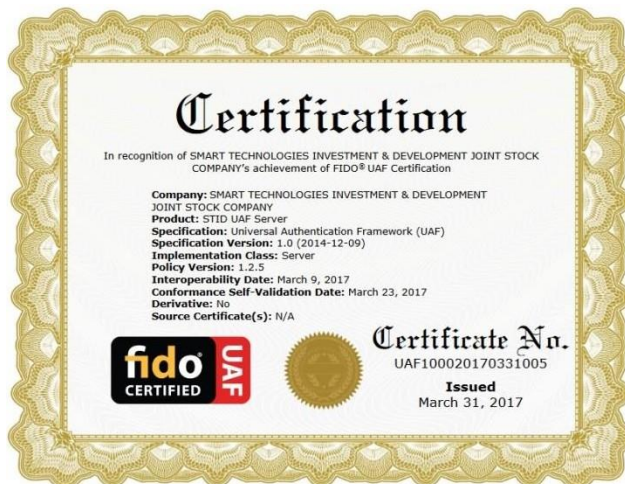 Certification
In recognition of SMART TECHNOLOGIES INVESTMENT & DEVELOPMENT JOINT STOCK
COMPANY's achievement of FIDO® UAF Certification
Company: SMART TECHNOLOGIES INVESTMENT & DEVELOPMENT
JOINT STOCK COMPANY
Product: STID UAF Server
Specification: Universal Authentication Framework (UAF)
Specification Version: 1.0 (2014-12-09)
Implementation Class: Server
Policy Version: 1.2.5
Interoperability Date: March 9, 2017
Conformance Self-Validation Date: March 23, 2017
Derivative: No
Source Certificate(s): N/A
fido®
CERTIFIED
UAF
Certificate No.
UAF100020170331005
Issued
March 31, 2017